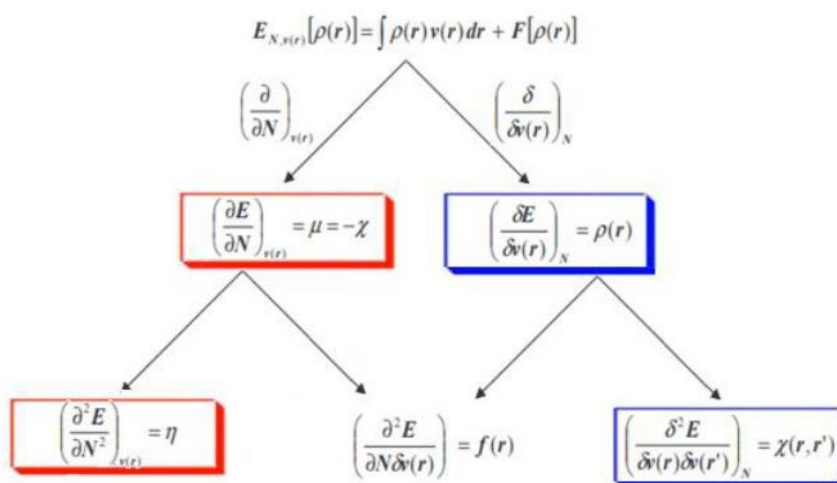 E_{N,v(r)}[ρ(r)]=∫ρ(r)v(r)dr + F[ρ(r)]
(∂/∂N)_{v(r)} (δ/δv(r))_N
(∂E/∂N)_{v(r)} = μ = −χ (δE/δv(r))_N = ρ(r)
(∂²E/∂N²)_{v(r)} = η (∂²E/∂Nδv(r)) = f(r) (δ²E/δv(r)δv(r'))_N = χ(r,r')